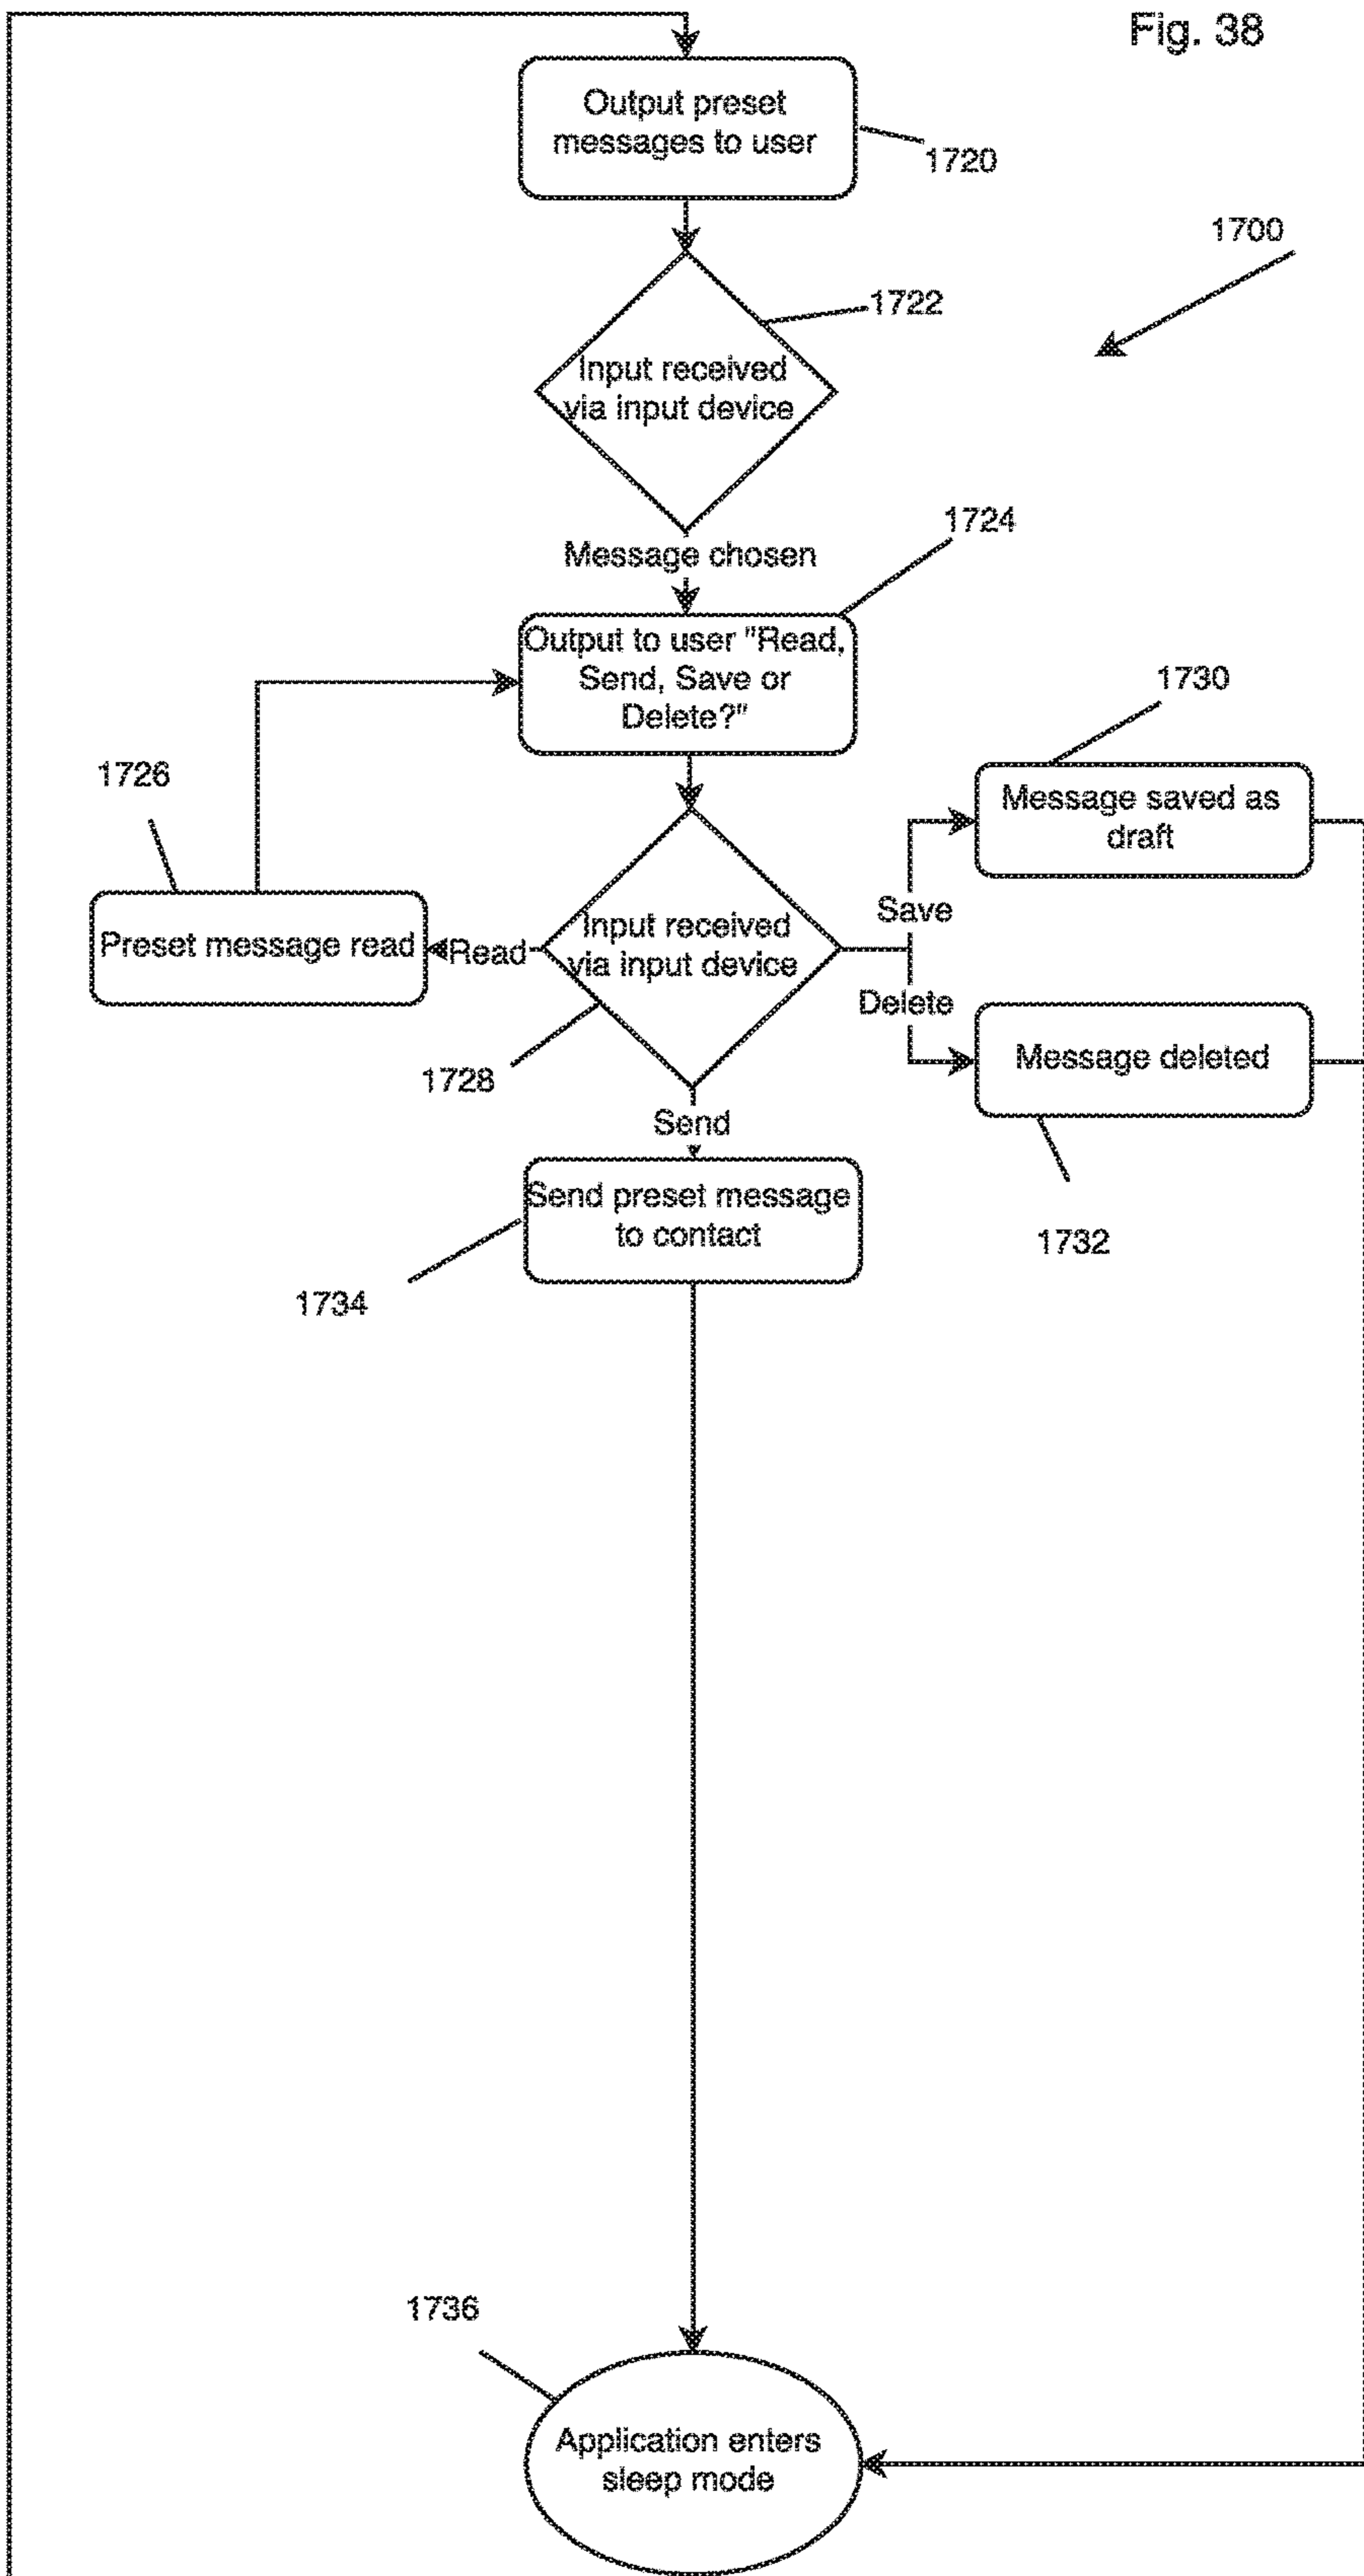 Fig. 38
Output preset
messages to user
1720
1700
1722
Input received
via input device
Message chosen
1724
Output to user "Read,
Send, Save or
Delete?"
1730
1726
Message saved as
draft
Save
Preset message read
Read
Input received
via input device
Delete
Message deleted
1728
Send
1732
Send preset message
to contact
1734
1736
Application enters
sleep mode